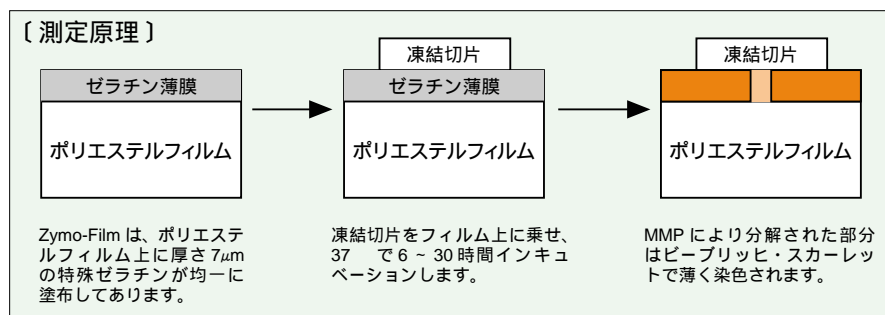 〔測定原理〕
ゼラチン薄膜
ポリエステルフィルム
凍結切片
ゼラチン薄膜
ポリエステルフィルム
凍結切片
ポリエステルフィルム
Zymo-Film は、ポリエステ
ルフィルム上に厚さ7μm
の特殊ゼラチンが均一に
塗布してあります。
凍結切片をフィルム上に乗せ、
37 で 6 ~ 30 時間インキュ
ベーションします。
MMP により分解された部分
はビーブリッヒ・スカーレッ
トで薄く染色されます。